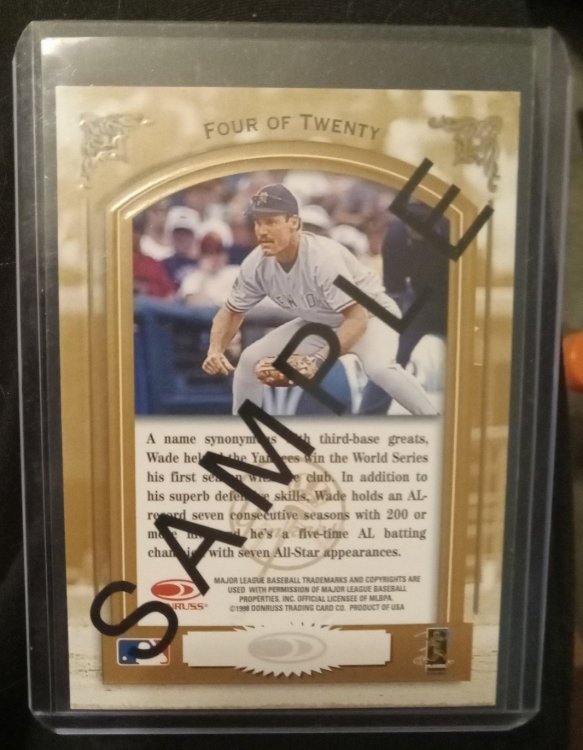 FOUR OF TWENTY
SAMPLE
A name synonymous with third-base greats,
Wade helped the Yankees win the World Series
his first season with the club. In addition to
his superb defensive skills, Wade holds an AL-
record seven consecutive seasons with 200 or
more hits, and he's a five-time AL batting
champion with seven All-Star appearances.
DONRUSS
MAJOR LEAGUE BASEBALL TRADEMARKS AND COPYRIGHTS ARE
USED WITH PERMISSION OF MAJOR LEAGUE BASEBALL
PROPERTIES, INC. OFFICIAL LICENSEE OF MLBPA.
©1998 DONRUSS TRADING CARD CO. PRODUCT OF USA